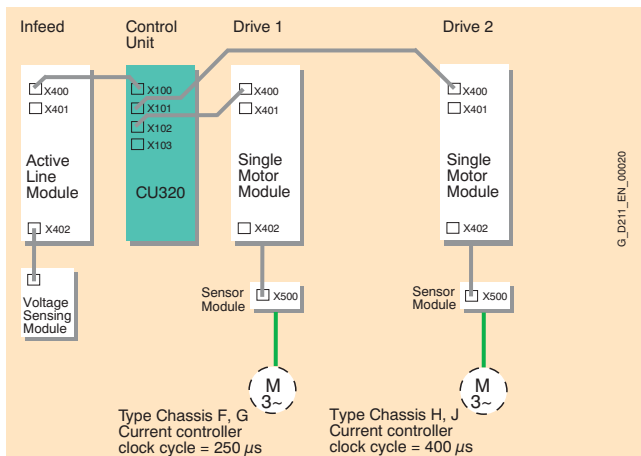 Infeed
Control
Unit
Drive 1
Drive 2
X400
X401
Active
Line
Module
X402
Voltage
Sensing
Module
X100
X101
X102
X103
CU320
X400
X401
Single
Motor
Module
X402
Sensor
Module
X500
M
3~
Type Chassis F, G
Current controller
clock cycle = 250 µs
X400
X401
Single
Motor
Module
X402
Sensor
Module
X500
M
3~
Type Chassis H, J
Current controller
clock cycle = 400 µs
G_D211_EN_00020